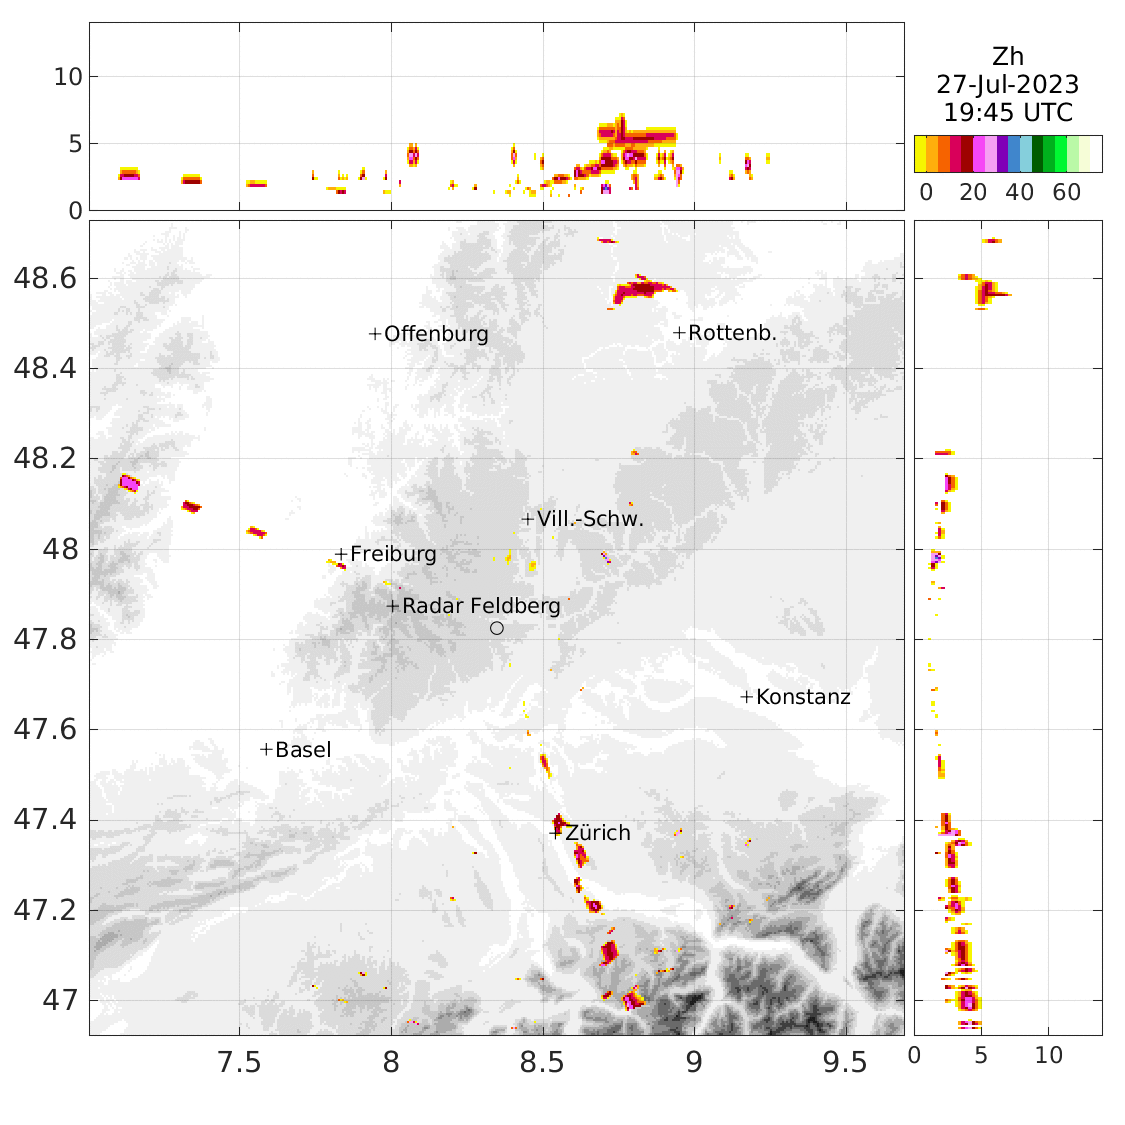 Zh
27-Jul-2023
19:45 UTC
10
5
0
0
20
40
60
48.6
48.4
48.2
48
47.8
47.6
47.4
47.2
47
Offenburg
Rottenb.
Vill.-Schw.
Freiburg
Radar Feldberg
Konstanz
Basel
Zürich
7.5
8
8.5
9
9.5
0
5
10